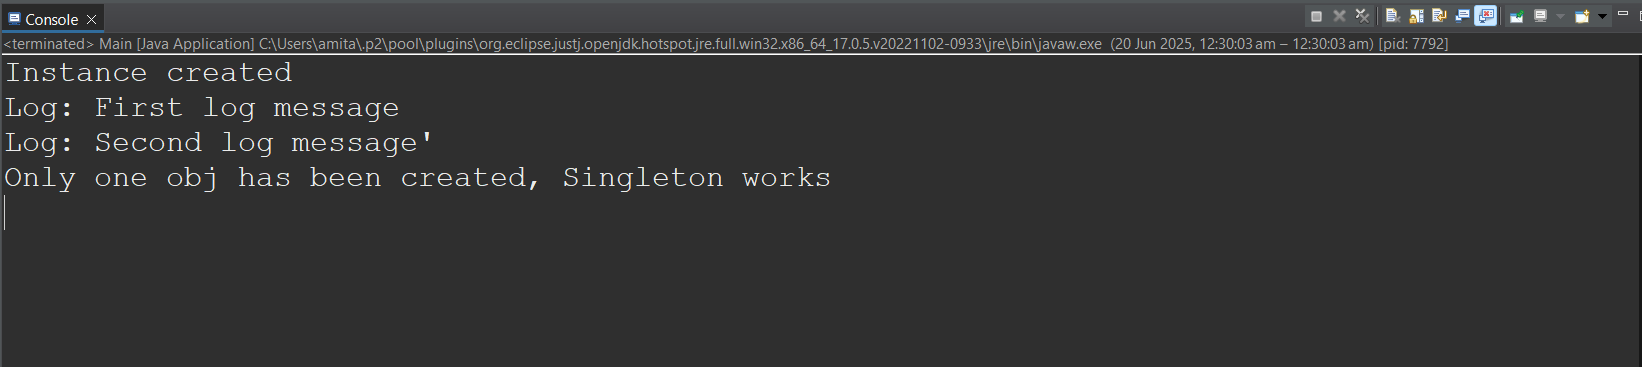 Console
<terminated> Main [Java Application] C:\Users\amita\.p2\pool\plugins\org.eclipse.justj.openjdk.hotspot.jre.full.win32.x86_64_17.0.5.v20221102-0933\jre\bin\javaw.exe (20 Jun 2025, 12:30:03 am – 12:30:03 am) [pid: 7792]
Instance created
Log: First log message
Log: Second log message'
Only one obj has been created, Singleton works